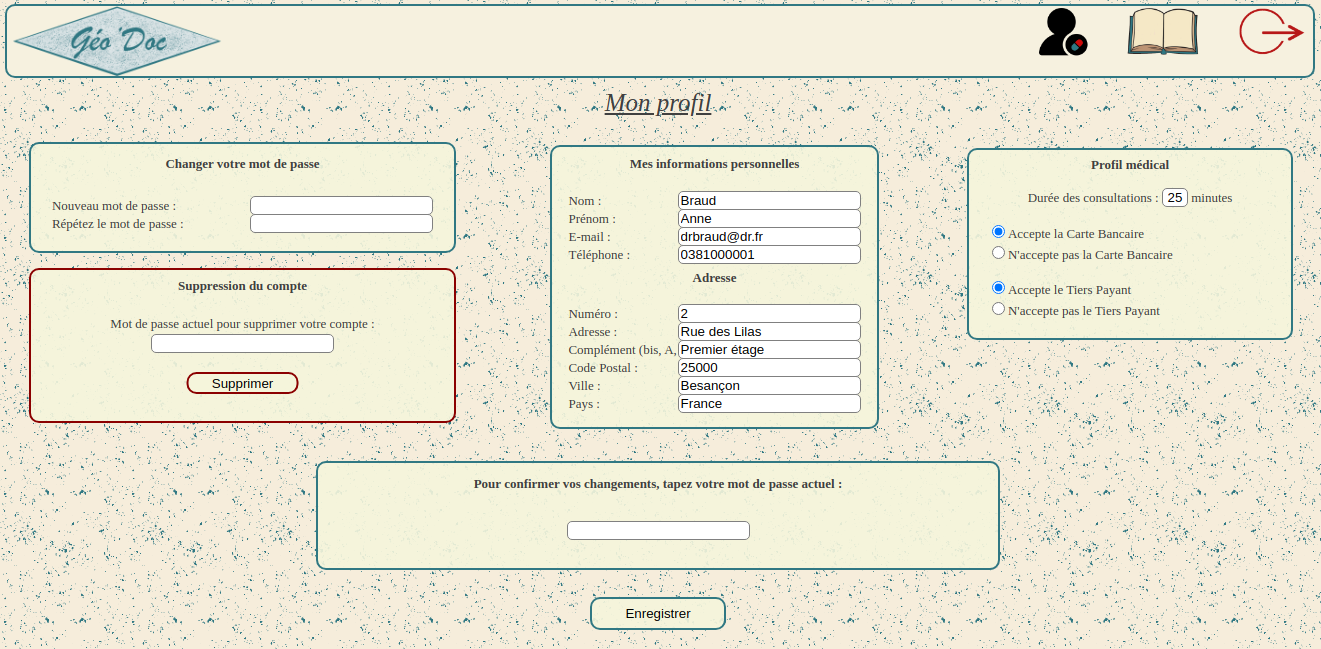 Géo'Doc
Mon profil
Changer votre mot de passe
Nouveau mot de passe :
Répétez le mot de passe :
Suppression du compte
Mot de passe actuel pour supprimer votre compte :
Supprimer
Mes informations personnelles
Nom : Braud
Prénom : Anne
E-mail : drbraud@dr.fr
Téléphone : 0381000001
Adresse
Numéro : 2
Adresse : Rue des Lilas
Complément (bis, A, Premier étage
Code Postal : 25000
Ville : Besançon
Pays : France
Profil médical
Durée des consultations : 25 minutes
Accepte la Carte Bancaire
N'accepte pas la Carte Bancaire
Accepte le Tiers Payant
N'accepte pas le Tiers Payant
Pour confirmer vos changements, tapez votre mot de passe actuel :
Enregistrer